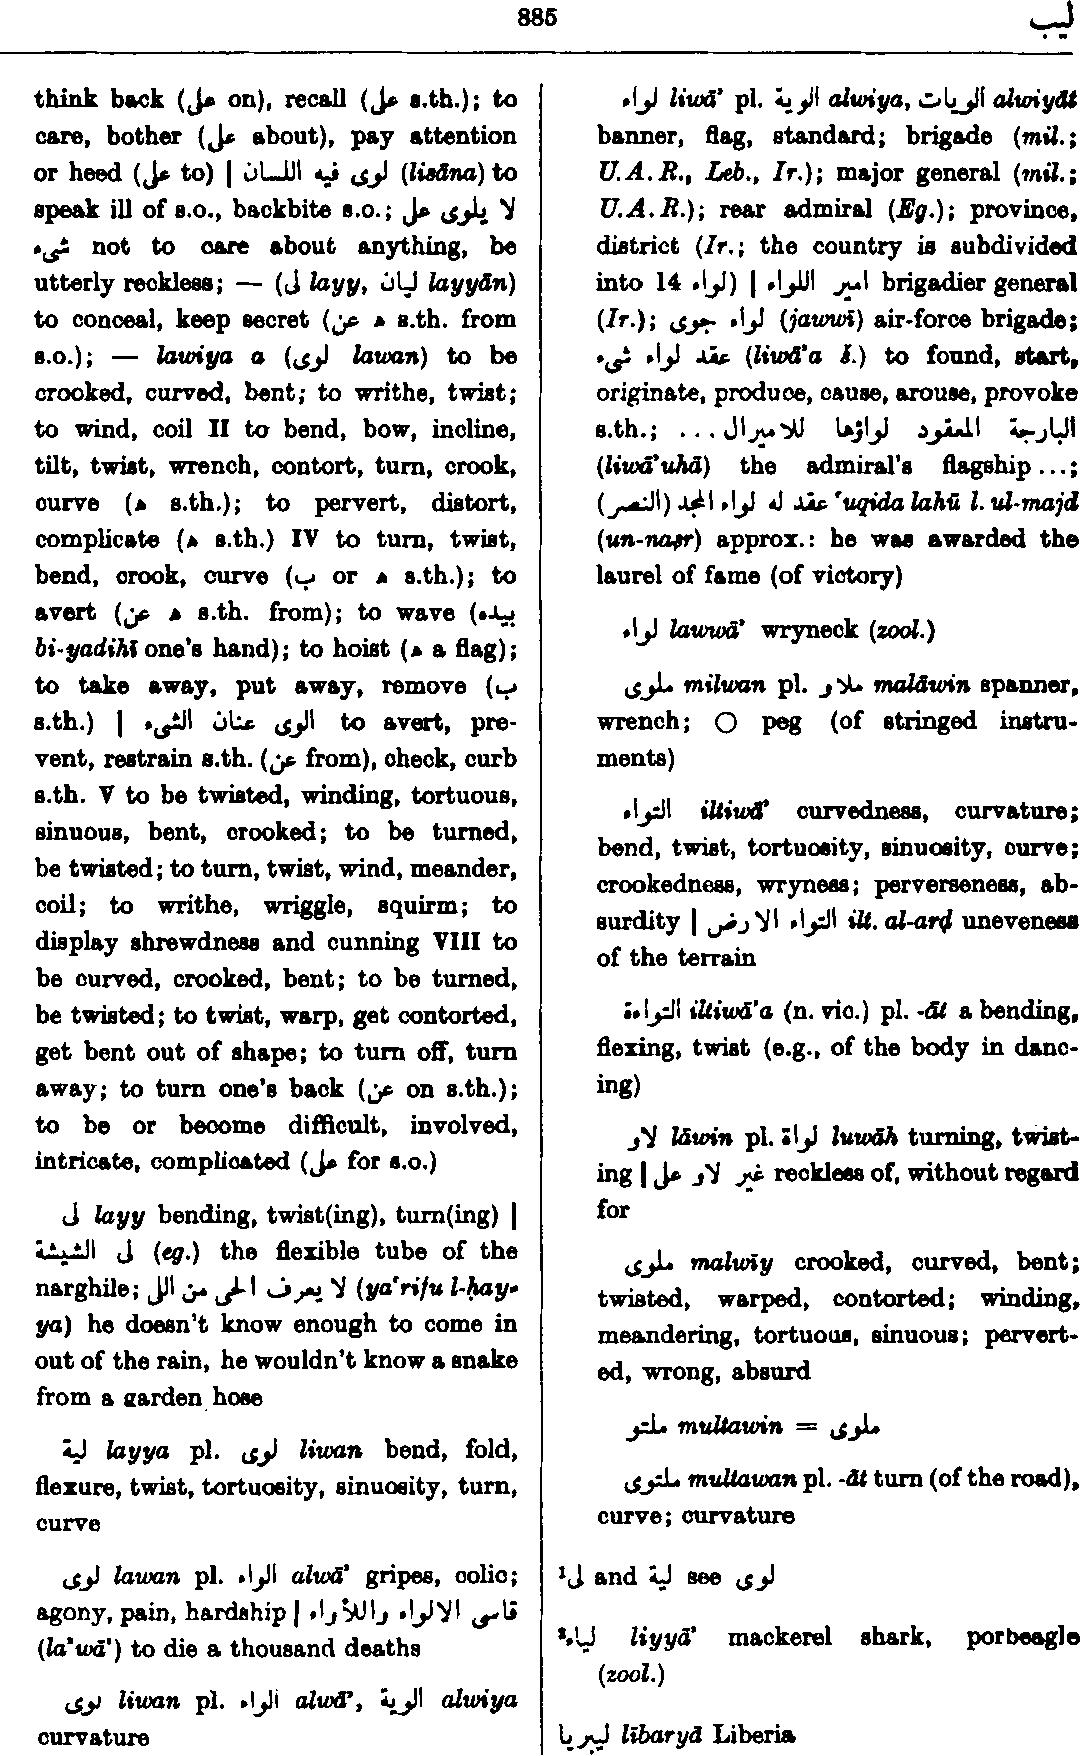 885
ليب
think back (على on), recall (على s.th.); to
care, bother (على about), pay attention
or heed (على to) | لوى فيه اللسان (lisāna) to
speak ill of s.o., backbite s.o.; لا يلوى على
شىء not to care about anything, be
utterly reckless; — (لى layy, ليان layyān)
to conceal, keep secret (ه عن s.th. from
s.o.); — lawiya a (لوى lawan) to be
crooked, curved, bent; to writhe, twist;
to wind, coil II to bend, bow, incline,
tilt, twist, wrench, contort, turn, crook,
curve (ه s.th.); to pervert, distort,
complicate (ه s.th.) IV to turn, twist,
bend, crook, curve (ب or ه s.th.); to
avert (ه عن s.th. from); to wave (بيده
bi-yadihī one's hand); to hoist (ه a flag);
to take away, put away, remove (ب
s.th.) | الوى عنان الشىء to avert, pre-
vent, restrain s.th. (عن from), check, curb
s.th. V to be twisted, winding, tortuous,
sinuous, bent, crooked; to be turned,
be twisted; to turn, twist, wind, meander,
coil; to writhe, wriggle, squirm; to
display shrewdness and cunning VIII to
be curved, crooked, bent; to be turned,
be twisted; to twist, warp, get contorted,
get bent out of shape; to turn off, turn
away; to turn one's back (عن on s.th.);
to be or become difficult, involved,
intricate, complicated (على for s.o.)
لى layy bending, twist(ing), turn(ing) |
لى الشيشة (eg.) the flexible tube of the
narghile; لا يعرف الحى من اللى (ya'rifu l-ḥay-
ya) he doesn't know enough to come in
out of the rain, he wouldn't know a snake
from a garden hose
لية layya pl. لوى liwan bend, fold,
flexure, twist, tortuosity, sinuosity, turn,
curve
لوى lawan pl. الواء alwā' gripes, colic;
agony, pain, hardship | قاسى الالواء واللأواء
(la'wā') to die a thousand deaths
لوى liwan pl. الواء alwā', الوية alwiya
curvature
لواء liwā' pl. الوية alwiya, الويات alwiyāt
banner, flag, standard; brigade (mil.;
U.A.R., Leb., Ir.); major general (mil.;
U.A.R.); rear admiral (Eg.); province,
district (Ir.; the country is subdivided
into 14 لواء) | امير اللواء brigadier general
(Ir.); لواء جوى (jawwī) air-force brigade;
عقد لواء شىء (liwā'a š.) to found, start,
originate, produce, cause, arouse, provoke
s.th.; البارجة المعقود لواؤها للاميرال ...
(liwā'uhā) the admiral's flagship ...;
عقد له لواء المجد (النصر) 'uqida lahū l. ul-majd
(un-naṣr) approx.: he was awarded the
laurel of fame (of victory)
لواء lawwā' wryneck (zool.)
ملوى milwan pl. ملاو malāwin spanner,
wrench; ○ peg (of stringed instru-
ments)
التواء iltiwā' curvedness, curvature;
bend, twist, tortuosity, sinuosity, curve;
crookedness, wryness; perverseness, ab-
surdity | التواء الارض ilt. al-arḍ uneveness
of the terrain
التواءة iltiwā'a (n. vic.) pl. -āt a bending,
flexing, twist (e.g., of the body in danc-
ing)
لاو lāwin pl. لواة luwāh turning, twist-
ing | غير لاو على reckless of, without regard
for
ملوى malwīy crooked, curved, bent;
twisted, warped, contorted; winding,
meandering, tortuous, sinuous; pervert-
ed, wrong, absurd
ملتو multawin = ملوى
ملتوى multawan pl. -āt turn (of the road),
curve; curvature
¹لى and لية see لوى
²لياء liyyā' mackerel shark, porbeagle
(zool.)
ليبريا lībaryā Liberia